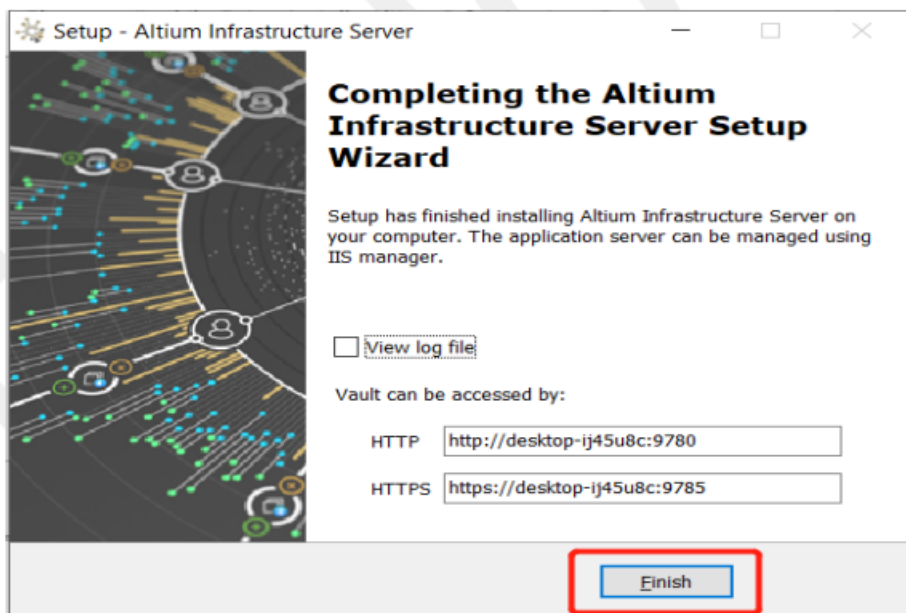 Setup - Altium Infrastructure Server
Completing the Altium
Infrastructure Server Setup
Wizard
Setup has finished installing Altium Infrastructure Server on
your computer. The application server can be managed using
IIS manager.
View log file
Vault can be accessed by:
HTTP http://desktop-ij45u8c:9780
HTTPS https://desktop-ij45u8c:9785
Finish